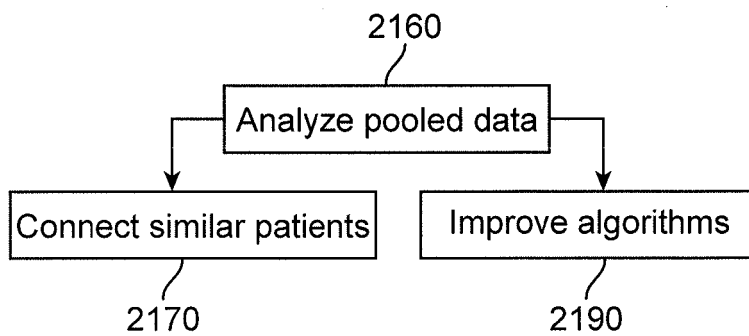 2160
Analyze pooled data
Connect similar patients
Improve algorithms
2170
2190